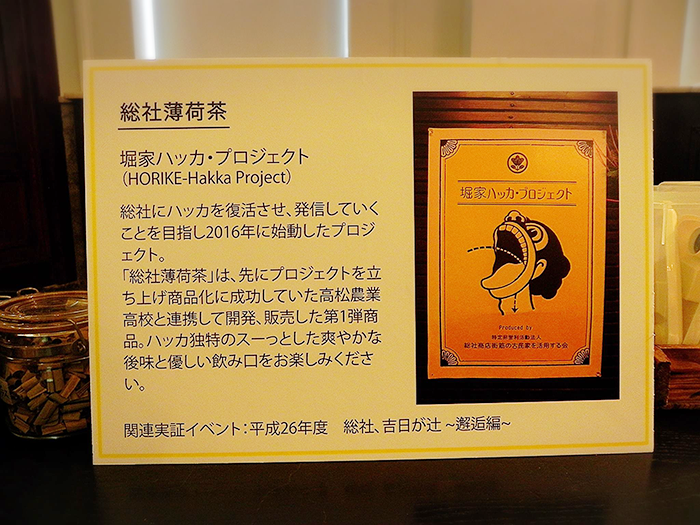 総社薄荷茶
堀家ハッカ・プロジェクト
（HORIKE-Hakka Project）
総社にハッカを復活させ、発信していく
ことを目指し2016年に始動したプロジ
ェクト。
「総社薄荷茶」は、先にプロジェクトを立
ち上げ商品化に成功していた高松農業
高校と連携して開発、販売した第1弾商
品。ハッカ独特のスーっとした爽やかな
後味と優しい飲み口をお楽しみくださ
い。
関連実証イベント：平成26年度　総社、吉日が辻 ~邂逅編~
堀家ハッカ・プロジェクト
Produced by
特定非営利活動法人
総社商店街筋の古民家を活用する会